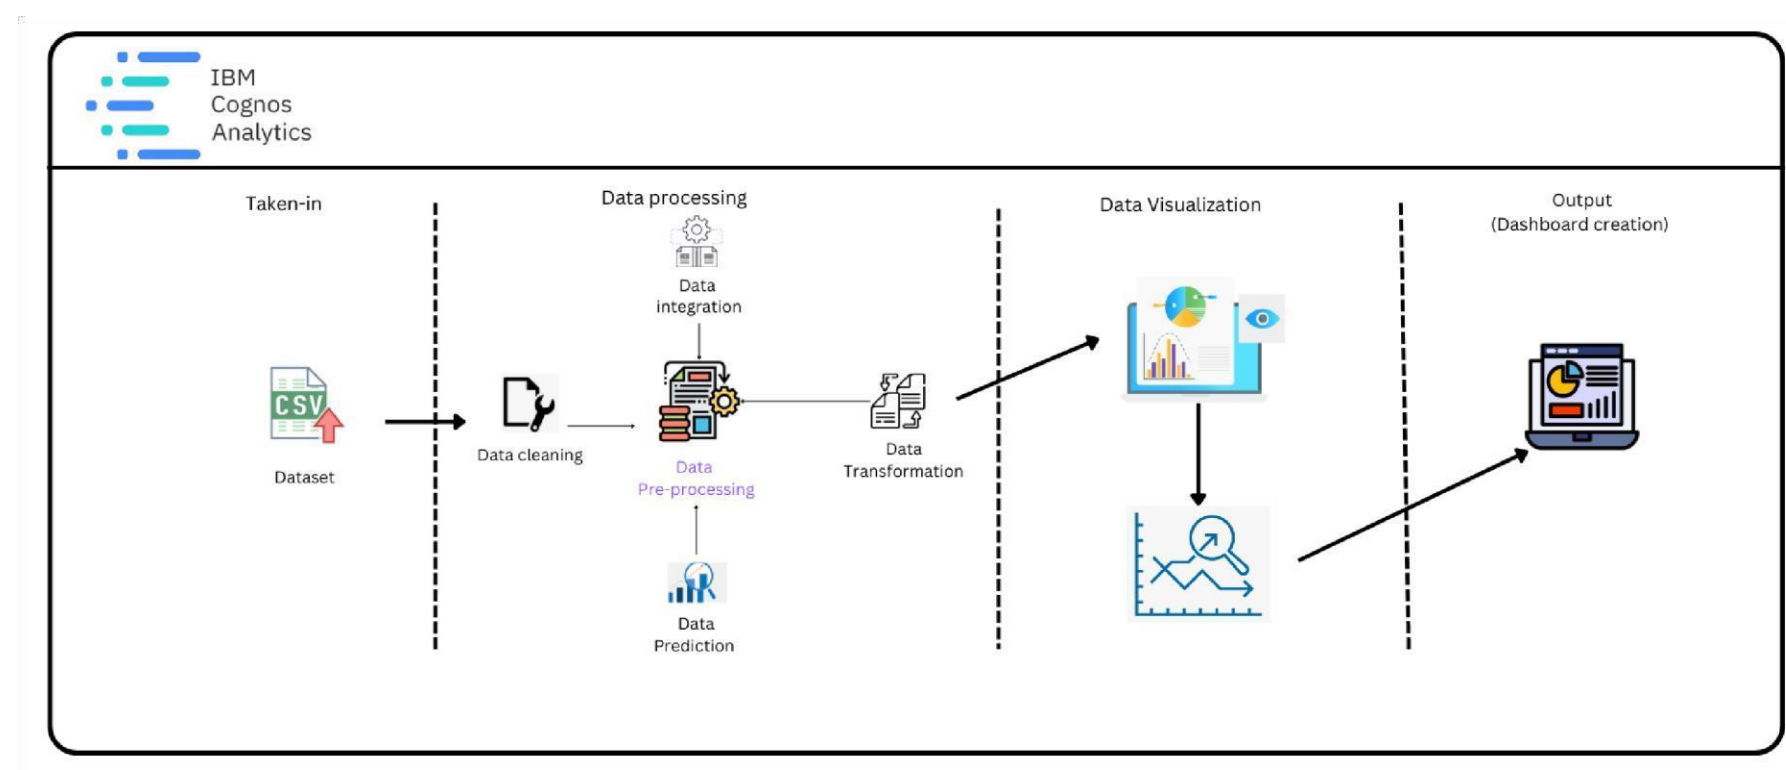 IBM
Cognos
Analytics
Taken-in
Data processing
Data Visualization
Output
(Dashboard creation)
Data
integration
CSV
Dataset
Data cleaning
Data
Pre-processing
Data
Transformation
Data
Prediction